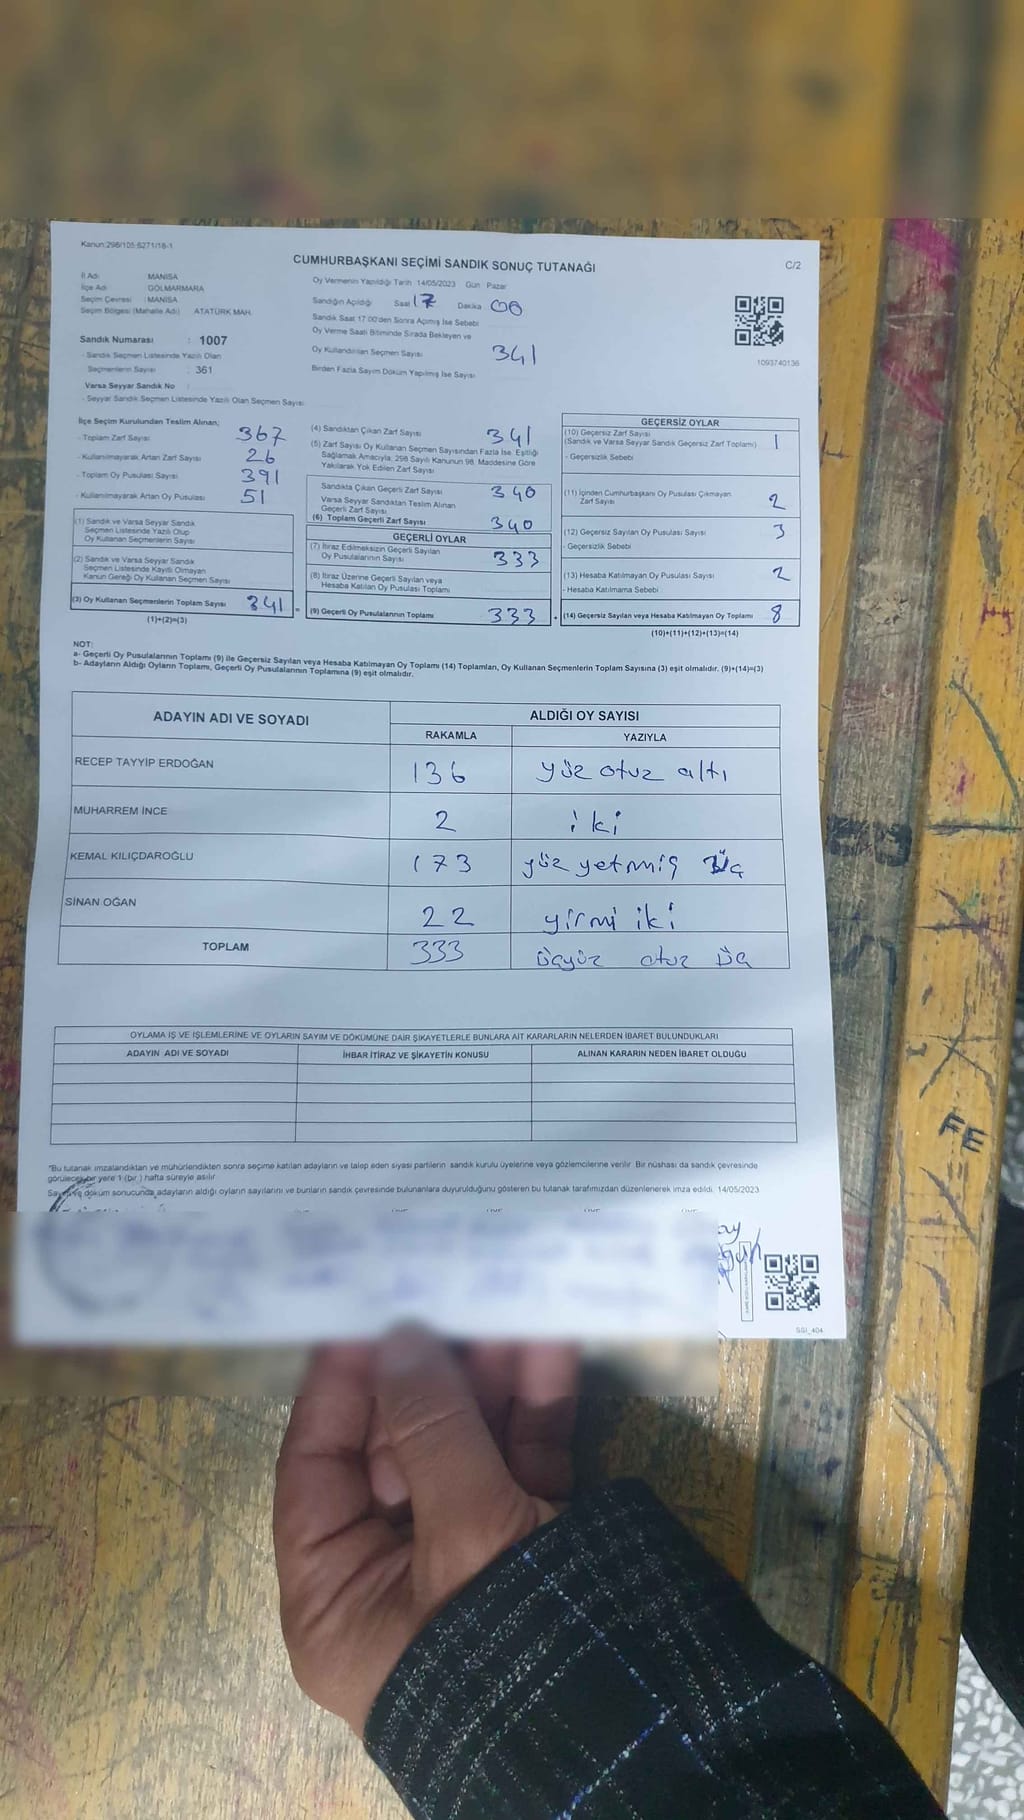 Kanun:298/105-6271/18-1
CUMHURBAŞKANI SEÇİMİ SANDIK SONUÇ TUTANAĞI
C/2
İl Adı MANİSA
İlçe Adı GÖLMARMARA
Seçim Çevresi : MANİSA
Seçim Bölgesi (Mahalle Adı) ATATÜRK MAH.
Sandık Numarası : 1007
- Sandık Seçmen Listesinde Yazılı Olan
Seçmenlerin Sayısı : 361
Varsa Seyyar Sandık No :
- Seyyar Sandık Seçmen Listesinde Yazılı Olan Seçmen Sayısı
Oy Vermenin Yapıldığı Tarih 14/05/2023 Gün Pazar
Sandığın Açıldığı Saat 17 Dakika 08
Sandık Saat 17:00'den Sonra Açılmış İse Sebebi
Oy Verme Saati Bitiminde Sırada Bekleyen ve
Oy Kullandırılan Seçmen Sayısı 341
Birden Fazla Sayım Döküm Yapılmış İse Sayısı
1093740136
İlçe Seçim Kurulundan Teslim Alınan;
- Toplam Zarf Sayısı 367
- Kullanılmayarak Artan Zarf Sayısı 26
- Toplam Oy Pusulası Sayısı 391
- Kullanılmayarak Artan Oy Pusulası 51
(1) Sandık ve Varsa Seyyar Sandık
Seçmen Listesinde Yazılı Olup
Oy Kullanan Seçmenlerin Sayısı
(2) Sandık ve Varsa Seyyar Sandık
Seçmen Listesinde Kayıtlı Olmayan
Kanun Gereği Oy Kullanan Seçmen Sayısı
(3) Oy Kullanan Seçmenlerin Toplam Sayısı 341 =
(1)+(2)=(3)
(4) Sandıktan Çıkan Zarf Sayısı 341
(5) Zarf Sayısı Oy Kullanan Seçmen Sayısından Fazla İse, Eşitliği
Sağlamak Amacıyla, 298 Sayılı Kanunun 98. Maddesine Göre
Yakılarak Yok Edilen Zarf Sayısı
Sandıkta Çıkan Geçerli Zarf Sayısı 340
Varsa Seyyar Sandıktan Teslim Alınan
Geçerli Zarf Sayısı
(6) Toplam Geçerli Zarf Sayısı 340
GEÇERLİ OYLAR
(7) İtiraz Edilmeksizin Geçerli Sayılan
Oy Pusulalarının Sayısı 333
(8) İtiraz Üzerine Geçerli Sayılan veya
Hesaba Katılan Oy Pusulası Toplamı
(9) Geçerli Oy Pusulalarının Toplamı 333
GEÇERSİZ OYLAR
(10) Geçersiz Zarf Sayısı
(Sandık ve Varsa Seyyar Sandık Geçersiz Zarf Toplamı) 1
- Geçersizlik Sebebi
(11) İçinden Cumhurbaşkanı Oy Pusulası Çıkmayan
Zarf Sayısı 2
(12) Geçersiz Sayılan Oy Pusulası Sayısı 3
- Geçersizlik Sebebi
(13) Hesaba Katılmayan Oy Pusulası Sayısı 2
- Hesaba Katılmama Sebebi
(14) Geçersiz Sayılan veya Hesaba Katılmayan Oy Toplamı 8
(10)+(11)+(12)+(13)=(14)
NOT:
a- Geçerli Oy Pusulalarının Toplamı (9) ile Geçersiz Sayılan veya Hesaba Katılmayan Oy Toplamı (14) Toplamları, Oy Kullanan Seçmenlerin Toplam Sayısına (3) eşit olmalıdır. (9)+(14)=(3)
b- Adayların Aldığı Oyların Toplamı, Geçerli Oy Pusulalarının Toplamına (9) eşit olmalıdır.
ADAYIN ADI VE SOYADI ALDIĞI OY SAYISI
RAKAMLA YAZIYLA
RECEP TAYYİP ERDOĞAN 136 yüz otuz altı
MUHARREM İNCE 2 iki
KEMAL KILIÇDAROĞLU 173 yüz yetmiş üç
SİNAN OĞAN 22 yirmi iki
TOPLAM 333 üçyüz otuz üç
OYLAMA İŞ VE İŞLEMLERİNE VE OYLARIN SAYIM VE DÖKÜMÜNE DAİR ŞİKAYETLERLE BUNLARA AİT KARARLARIN NELERDEN İBARET BULUNDUKLARI
ADAYIN ADI VE SOYADI İHBAR İTİRAZ VE ŞİKAYETİN KONUSU ALINAN KARARIN NEDEN İBARET OLDUĞU
*Bu tutanak imzalandıktan ve mühürlendikten sonra seçime katılan adayların ve talep eden siyasi partilerin sandık kurulu üyelerine veya gözlemcilerine verilir. Bir nüshası da sandık çevresinde
görülecek bir yere 1 (bir) hafta süreyle asılır
Sayım ve döküm sonucunda adayların aldığı oyların sayılarını ve bunların sandık çevresinde bulunanlara duyurulduğunu gösteren bu tutanak tarafımızdan düzenlenerek imza edildi. 14/05/2023
SSI_404
FE